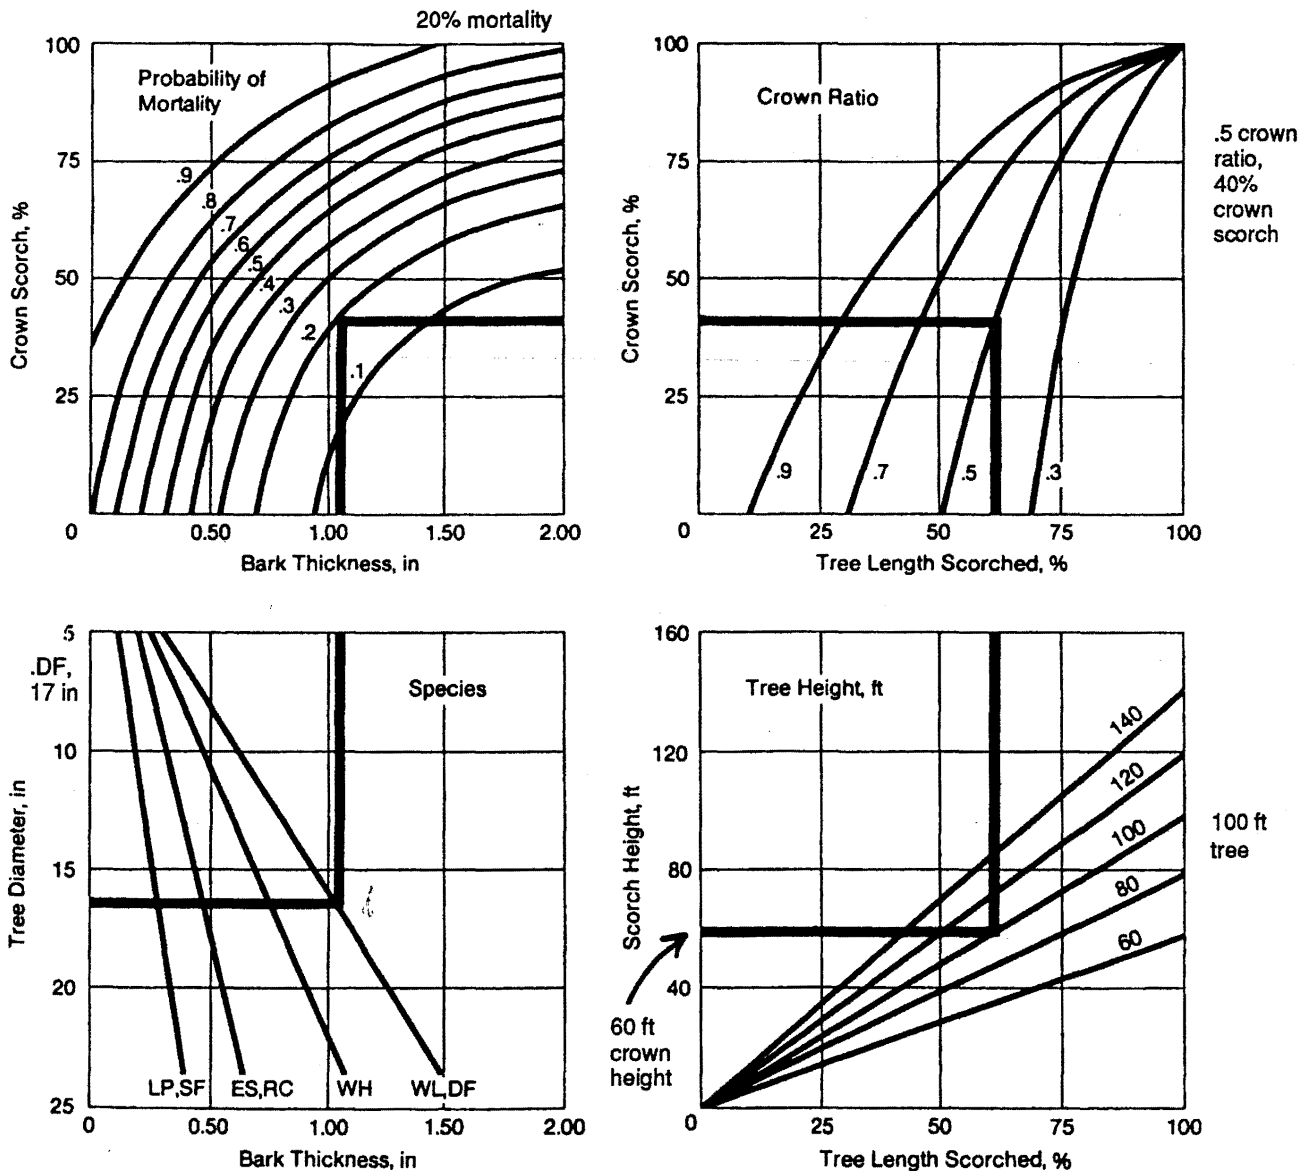 20% mortality
100
75
50
25
0
Crown Scorch, %
Probability of
Mortality
.9
.8
.7
.6
.5
.4
.3
.2
.1
0.50
1.00
1.50
2.00
Bark Thickness, in
100
75
50
25
0
Crown Scorch, %
Crown Ratio
.9
.7
.5
.3
25
50
75
100
Tree Length Scorched, %
.5 crown
ratio,
40%
crown
scorch
5
.DF,
17 in
10
15
20
25
Tree Diameter, in
Species
LP,SF
ES,RC
WH
WL,DF
0
0.50
1.00
1.50
2.00
Bark Thickness, in
160
120
80
40
0
Scorch Height, ft
Tree Height, ft
140
120
100
80
60
100 ft
tree
60 ft
crown
height
25
50
75
100
Tree Length Scorched, %